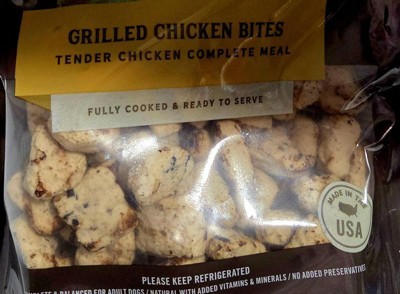 GRILLED CHICKEN BITES
TENDER CHICKEN COMPLETE MEAL
FULLY COOKED & READY TO SERVE
MADE IN THE
USA
PLEASE KEEP REFRIGERATED
& BALANCED FOR ADULT DOGS / NATURAL WITH ADDED VITAMINS & MINERALS / NO ADDED PRESERVATIVES